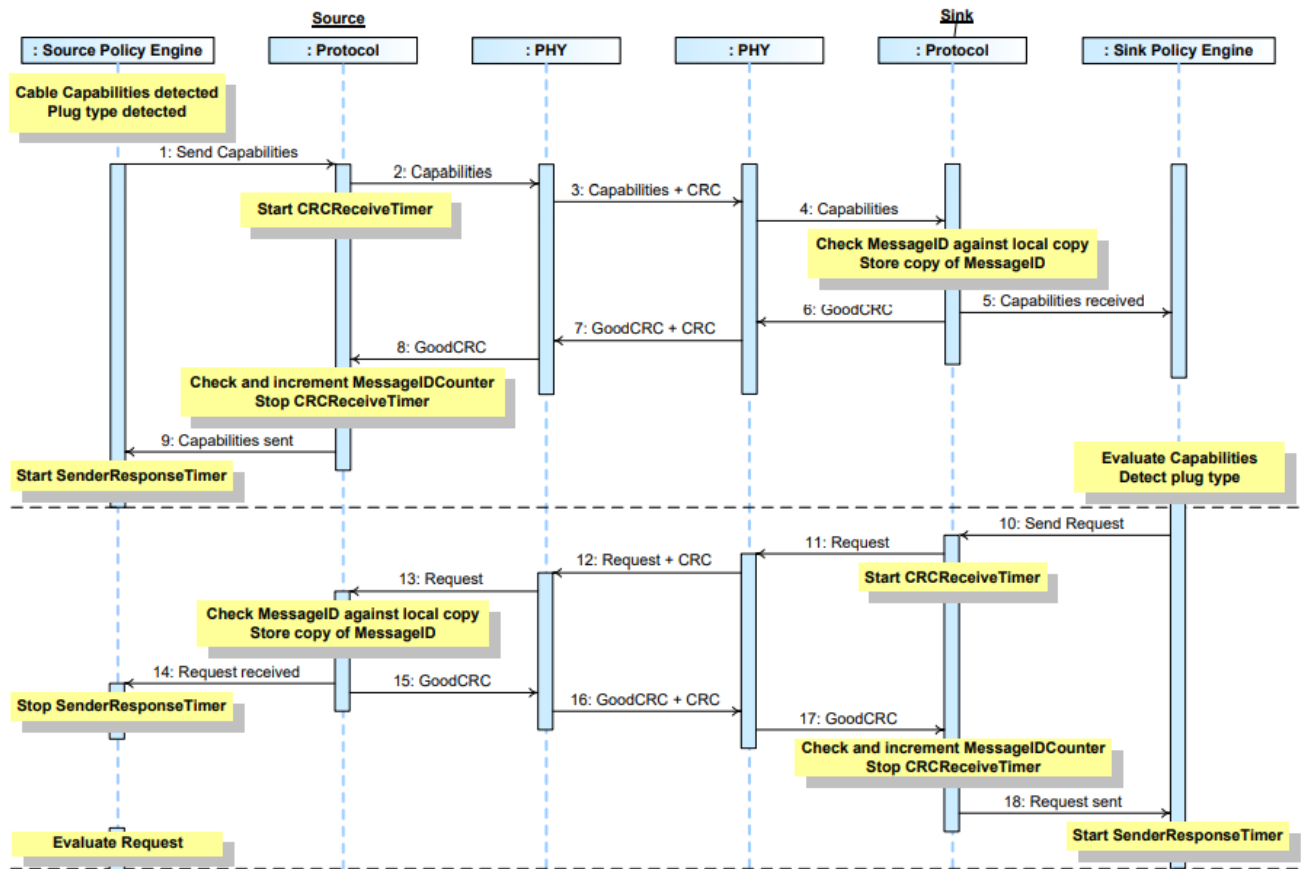 Source
Sink
: Source Policy Engine
: Protocol
: PHY
: PHY
: Protocol
: Sink Policy Engine
Cable Capabilities detected
Plug type detected
1: Send Capabilities
2: Capabilities
3: Capabilities + CRC
Start CRCReceiveTimer
4: Capabilities
Check MessageID against local copy
Store copy of MessageID
5: Capabilities received
6: GoodCRC
7: GoodCRC + CRC
8: GoodCRC
Check and increment MessageIDCounter
Stop CRCReceiveTimer
9: Capabilities sent
Start SenderResponseTimer
Evaluate Capabilities
Detect plug type
10: Send Request
11: Request
12: Request + CRC
Start CRCReceiveTimer
13: Request
Check MessageID against local copy
Store copy of MessageID
14: Request received
15: GoodCRC
Stop SenderResponseTimer
16: GoodCRC + CRC
17: GoodCRC
Check and increment MessageIDCounter
Stop CRCReceiveTimer
18: Request sent
Evaluate Request
Start SenderResponseTimer